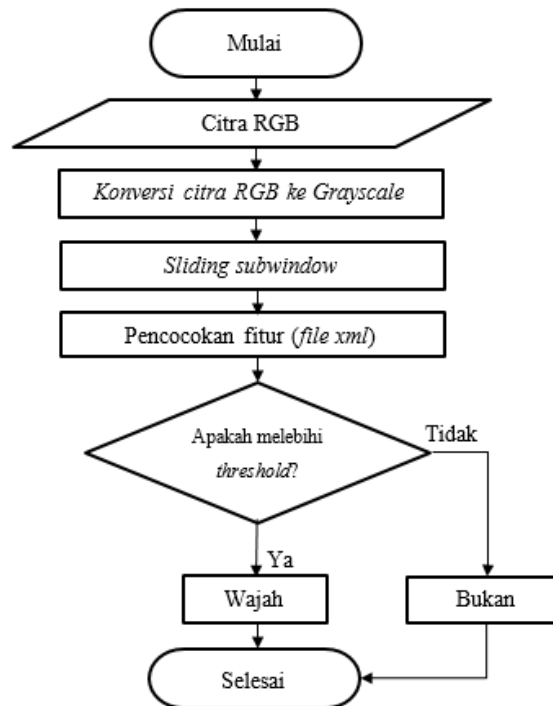 Mulai
Citra RGB
Konversi citra RGB ke Grayscale
Sliding subwindow
Pencocokan fitur (file xml)
Apakah melebihi
threshold?
Tidak
Ya
Wajah
Bukan
Selesai